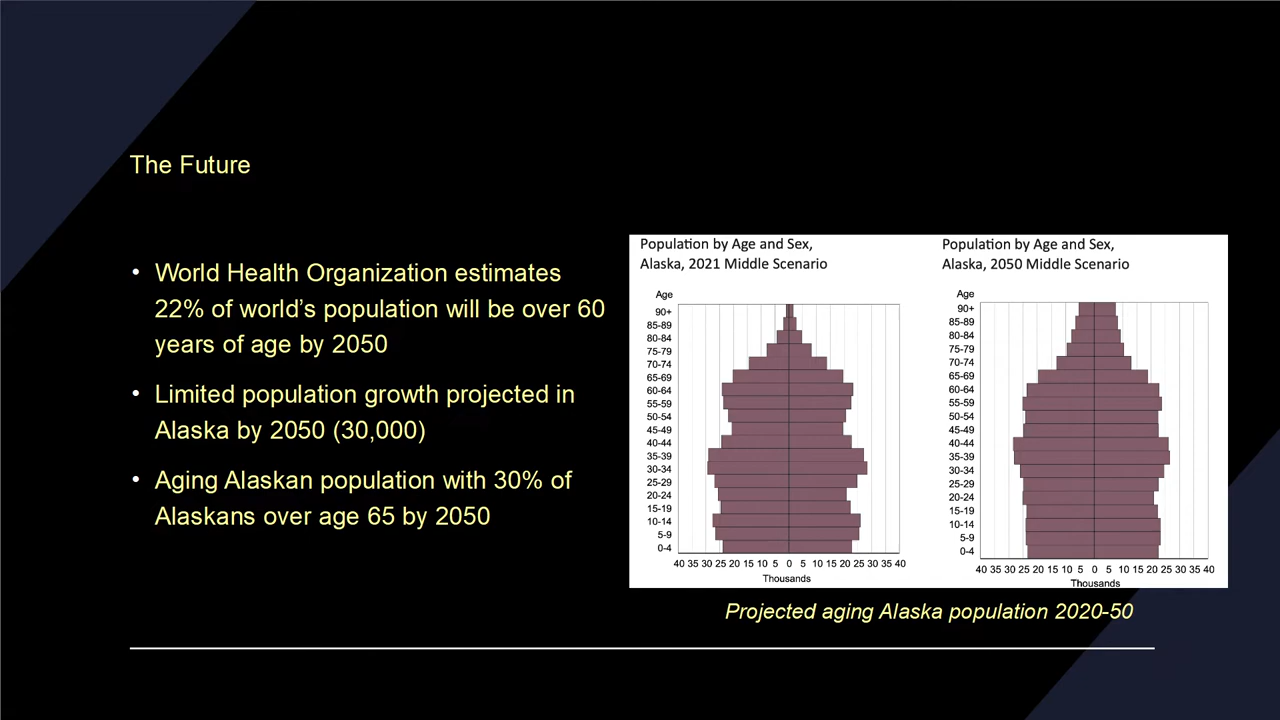 The Future
• World Health Organization estimates
22% of world’s population will be over 60
years of age by 2050
• Limited population growth projected in
Alaska by 2050 (30,000)
• Aging Alaskan population with 30% of
Alaskans over age 65 by 2050
Population by Age and Sex,
Alaska, 2021 Middle Scenario
Age
90+
85-89
80-84
75-79
70-74
65-69
60-64
55-59
50-54
45-49
40-44
35-39
30-34
25-29
20-24
15-19
10-14
5-9
0-4
40 35 30 25 20 15 10 5 0 5 10 15 20 25 30 35 40
Thousands
Population by Age and Sex,
Alaska, 2050 Middle Scenario
Age
90+
85-89
80-84
75-79
70-74
65-69
60-64
55-59
50-54
45-49
40-44
35-39
30-34
25-29
20-24
15-19
10-14
5-9
0-4
40 35 30 25 20 15 10 5 0 5 10 15 20 25 30 35 40
Thousands
Projected aging Alaska population 2020-50